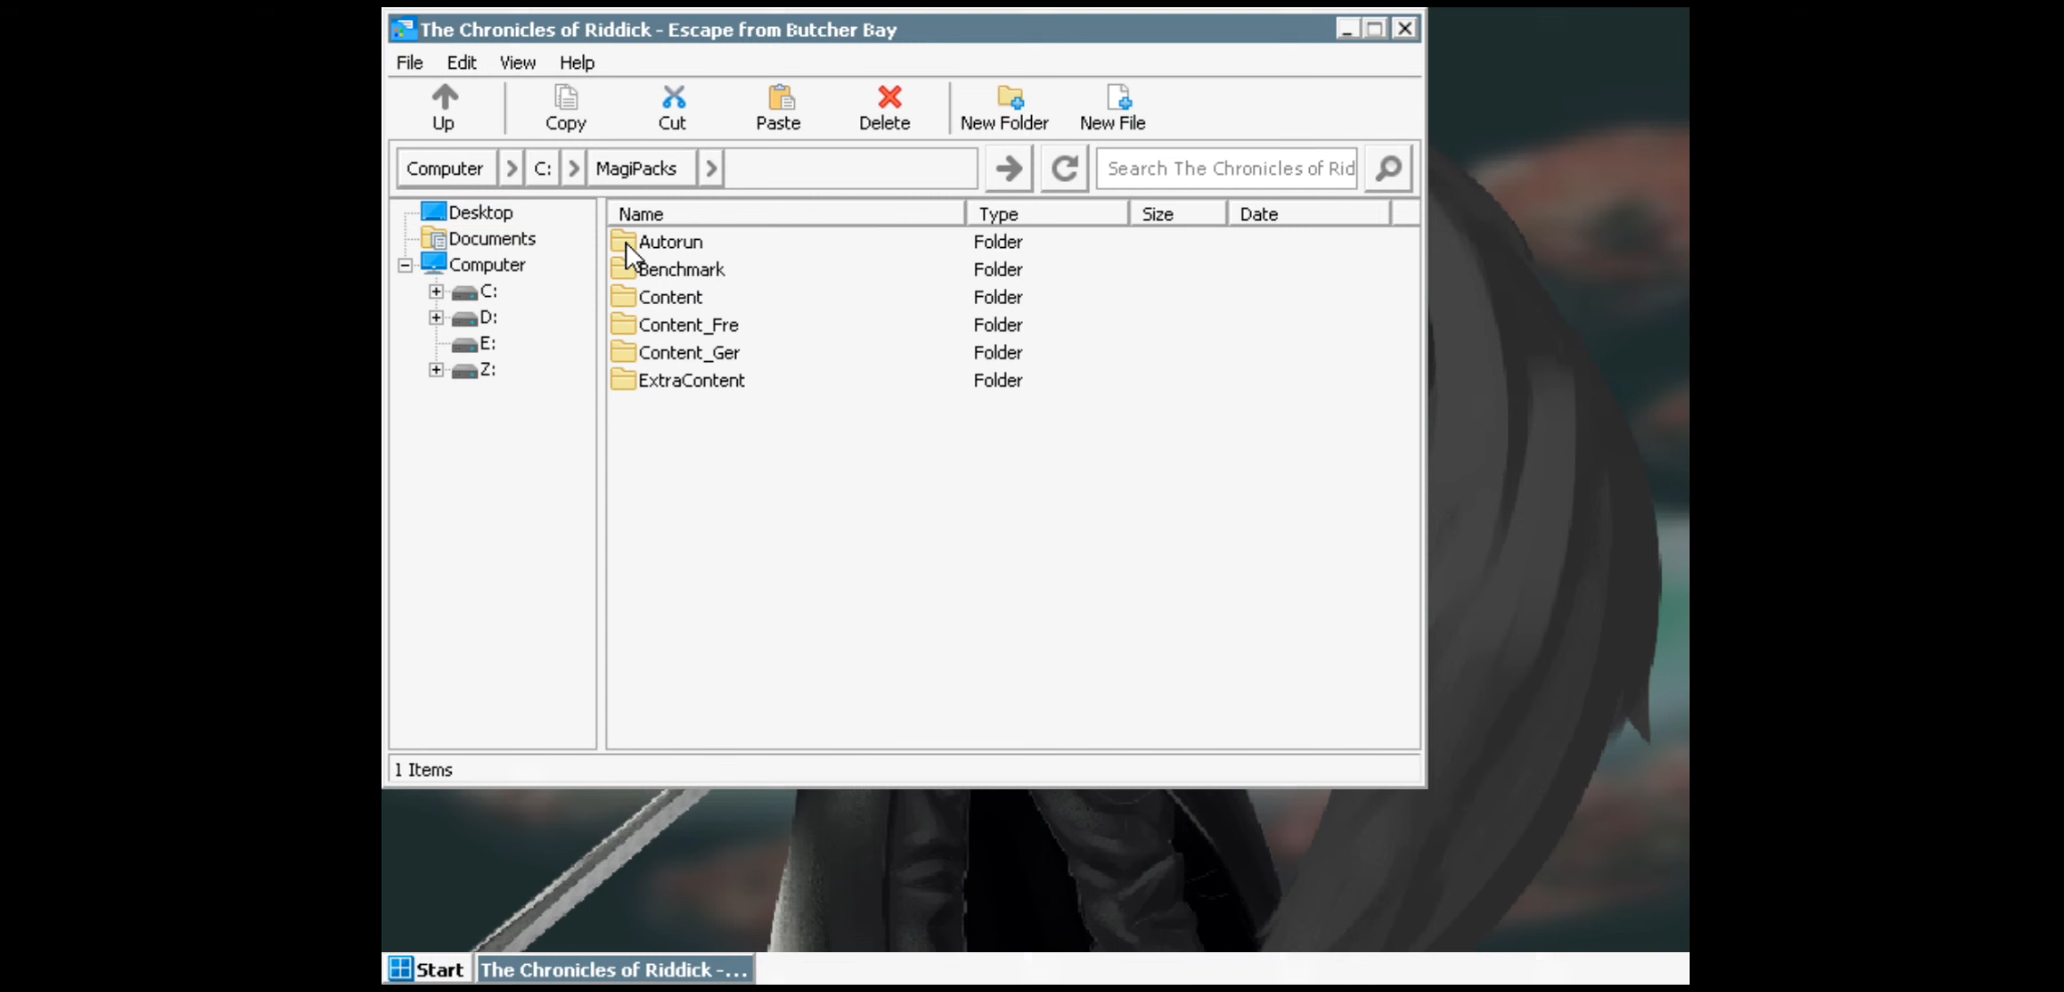 The Chronicles of Riddick - Escape from Butcher Bay
File Edit View Help
Up Copy Cut Paste Delete New Folder New File
Computer C: MagiPacks Search The Chronicles of Rid
Desktop
Documents
Computer
C:
D:
E:
Z:
Name Type Size Date
Autorun Folder
Benchmark Folder
Content Folder
Content_Fre Folder
Content_Ger Folder
ExtraContent Folder
1 Items
Start The Chronicles of Riddick -...